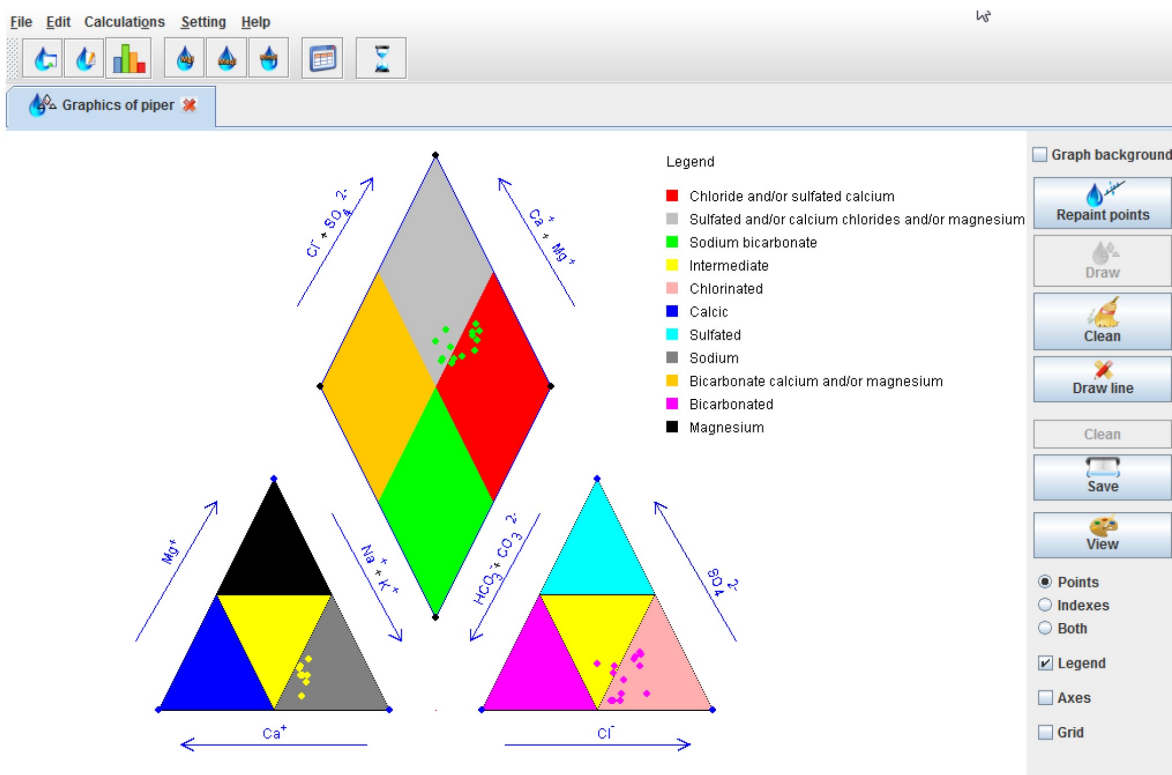 File Edit Calculations Setting Help
Graphics of piper
Legend
Chloride and/or sulfated calcium
Sulfated and/or calcium chlorides and/or magnesium
Sodium bicarbonate
Intermediate
Chlorinated
Calcic
Sulfated
Sodium
Bicarbonate calcium and/or magnesium
Bicarbonated
Magnesium
Cl⁻ + SO₄²⁻
Ca⁺ + Mg⁺
Mg⁺
Na⁺ + K⁺
HCO₃⁻ + CO₃²⁻
SO₄²⁻
Ca⁺
Cl⁻
Graph background
Repaint points
Draw
Clean
Draw line
Clean
Save
View
Points
Indexes
Both
Legend
Axes
Grid